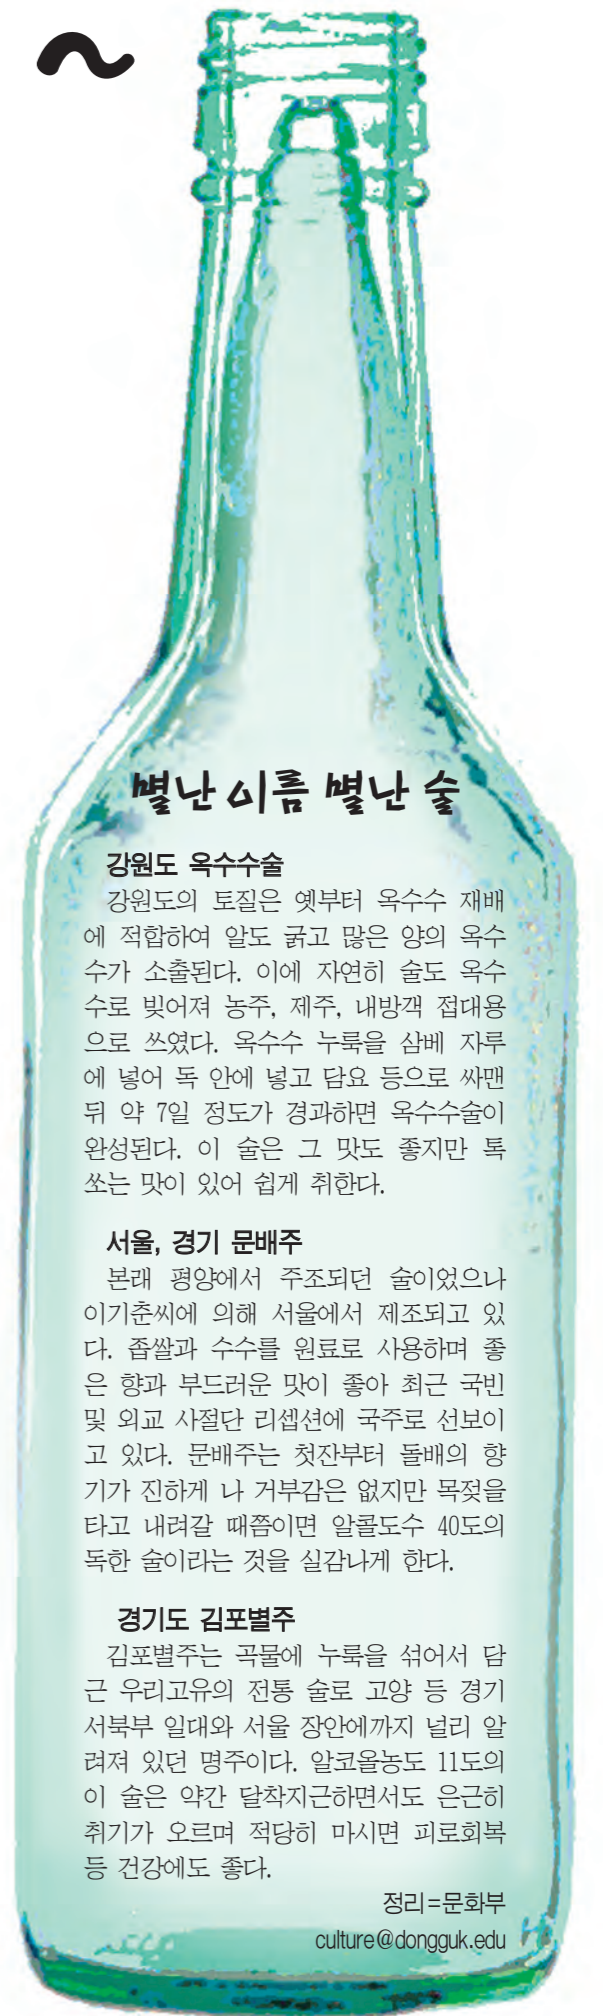 ~
별난 이름 별난 술
강원도 옥수수술
강원도의 토질은 옛부터 옥수수 재배
에 적합하여 알도 굵고 많은 양의 옥수
수가 소출된다. 이에 자연히 술도 옥수
수로 빚어져 농주, 제주, 내방객 접대용
으로 쓰였다. 옥수수 누룩을 삼베 자루
에 넣어 독 안에 넣고 담요 등으로 싸맨
뒤 약 7일 정도가 경과하면 옥수수술이
완성된다. 이 술은 그 맛도 좋지만 톡
쏘는 맛이 있어 쉽게 취한다.
서울, 경기 문배주
본래 평양에서 주조되던 술이었으나
이기춘씨에 의해 서울에서 제조되고 있
다. 좁쌀과 수수를 원료로 사용하며 좋
은 향과 부드러운 맛이 좋아 최근 국빈
및 외교 사절단 리셉션에 국주로 선보이
고 있다. 문배주는 첫잔부터 돌배의 향
기가 진하게 나 거부감은 없지만 목젖을
타고 내려갈 때쯤이면 알콜도수 40도의
독한 술이라는 것을 실감나게 한다.
경기도 김포별주
김포별주는 곡물에 누룩을 섞어서 담
근 우리고유의 전통 술로 고양 등 경기
서북부 일대와 서울 장안에까지 널리 알
려져 있던 명주이다. 알코올농도 11도의
이 술은 약간 달착지근하면서도 은근히
취기가 오르며 적당히 마시면 피로회복
등 건강에도 좋다.
정리=문화부
culture@dongguk.edu